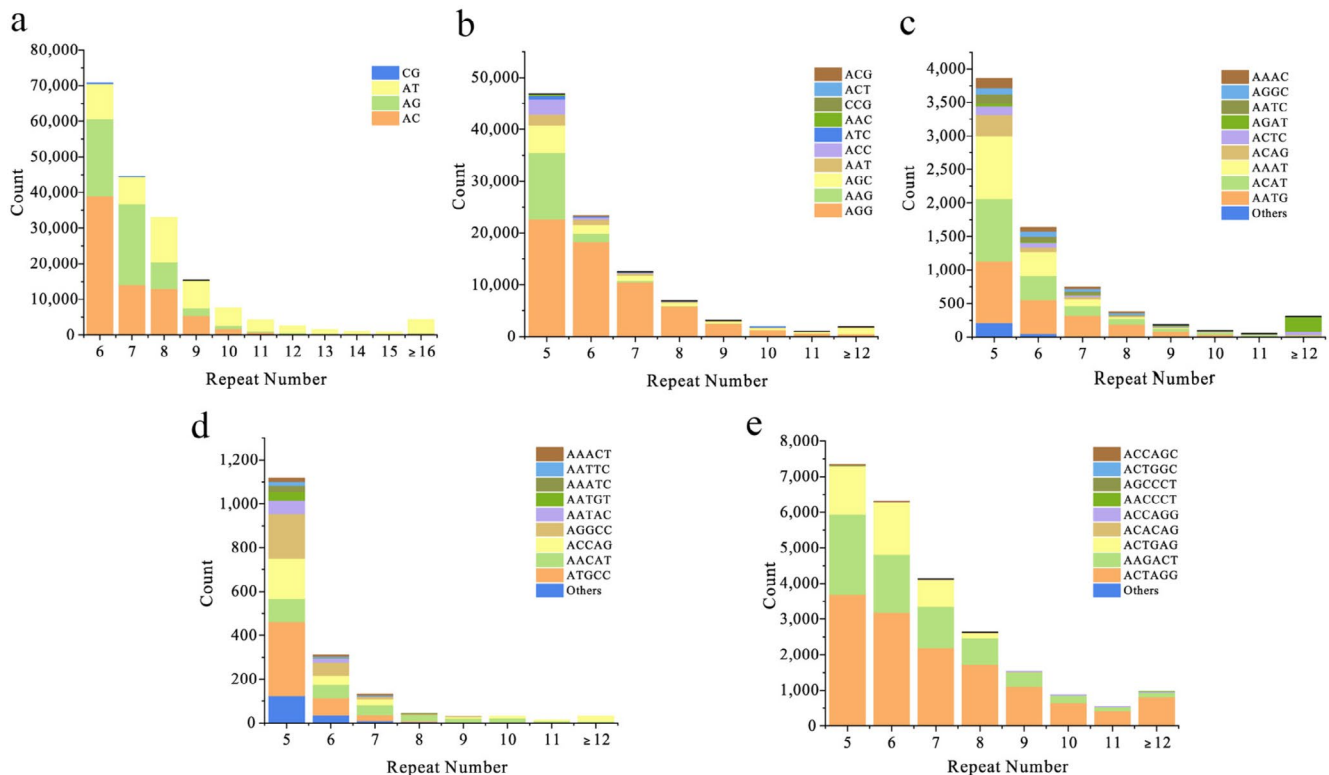 a
80,000
70,000
60,000
50,000
40,000
30,000
20,000
10,000
0
Count
CG
AT
AG
AC
6 7 8 9 10 11 12 13 14 15 ≥16
Repeat Number
b
50,000
40,000
30,000
20,000
10,000
0
Count
ACG
ACT
CCG
AAC
ATC
ACC
AAT
AGC
AAG
AGG
5 6 7 8 9 10 11 ≥12
Repeat Number
c
4,000
3,500
3,000
2,500
2,000
1,500
1,000
500
0
Count
AAAC
AGGC
AATC
AGAT
ACTC
ACAG
AAAT
ACAT
AATG
Others
5 6 7 8 9 10 11 ≥12
Repeat Number
d
1,200
1,000
800
600
400
200
0
Count
AAACT
AATTC
AAATC
AATGT
AATAC
AGGCC
ACCAG
AACAT
ATGCC
Others
5 6 7 8 9 10 11 ≥12
Repeat Number
e
8,000
7,000
6,000
5,000
4,000
3,000
2,000
1,000
0
Count
ACCAGC
ACTGGC
AGCCCT
AACCCT
ACCAGG
ACACAG
ACTGAG
AAGACT
ACTAGG
Others
5 6 7 8 9 10 11 ≥12
Repeat Number